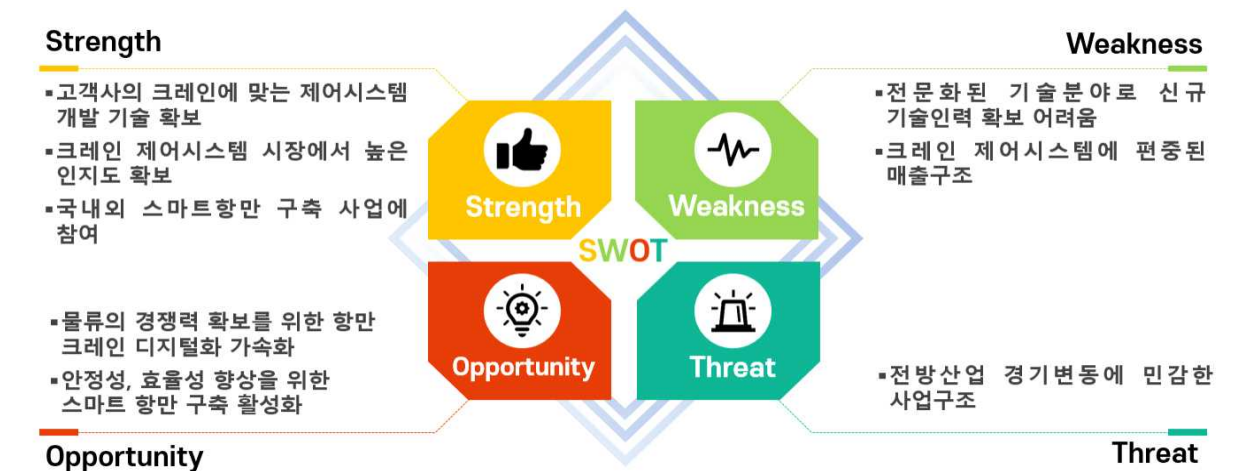 Strength
▪고객사의 크레인에 맞는 제어시스템
개발 기술 확보
▪크레인 제어시스템 시장에서 높은
인지도 확보
▪국내외 스마트항만 구축 사업에
참여
Weakness
▪전문화된 기술분야로 신규
기술인력 확보 어려움
▪크레인 제어시스템에 편중된
매출구조
Strength
Weakness
SWOT
Opportunity
Threat
▪물류의 경쟁력 확보를 위한 항만
크레인 디지털화 가속화
▪안정성, 효율성 향상을 위한
스마트 항만 구축 활성화
Opportunity
▪전방산업 경기변동에 민감한
사업구조
Threat